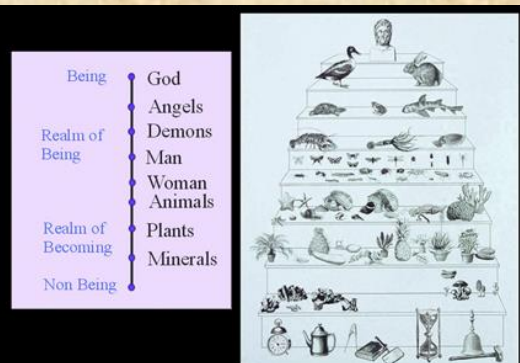 Being
God
Angels
Demons
Realm of
Being
Man
Woman
Animals
Realm of
Becoming
Plants
Minerals
Non Being